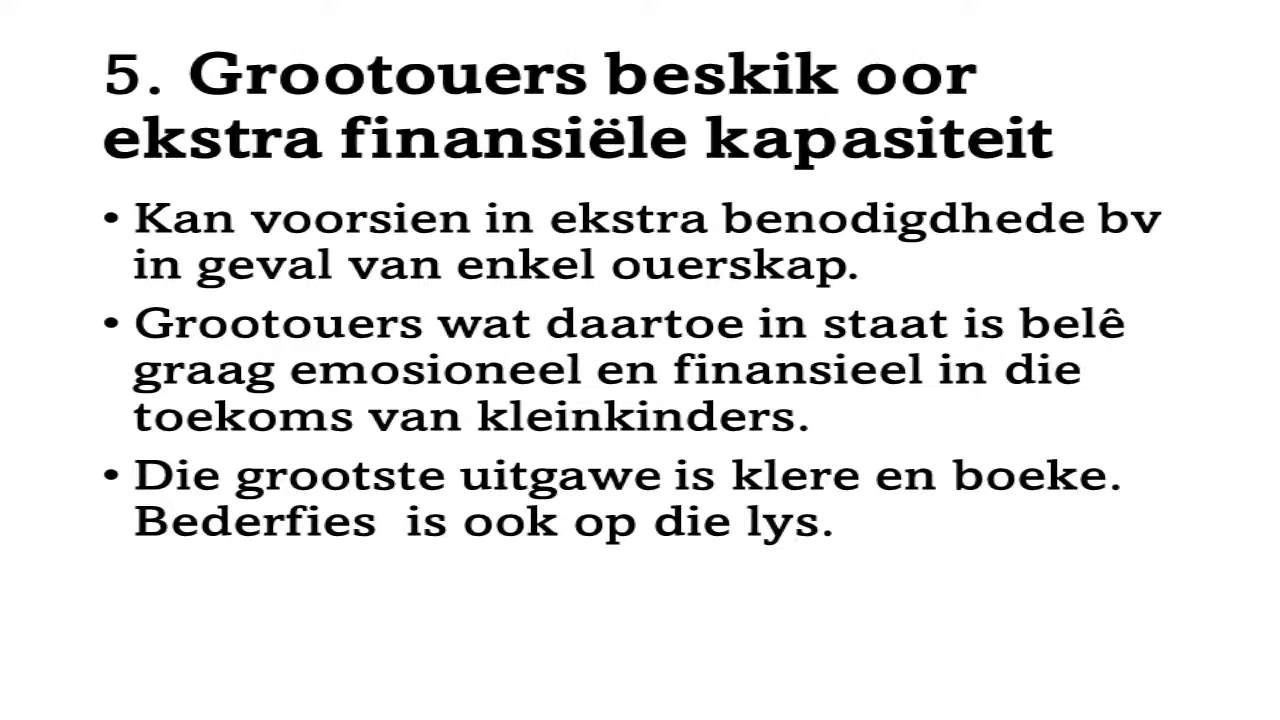 5. Grootouers beskik oor
ekstra finansiële kapasiteit
• Kan voorsien in ekstra benodigdhede bv
in geval van enkel ouerskap.
• Grootouers wat daartoe in staat is belê
graag emosioneel en finansieel in die
toekoms van kleinkinders.
• Die grootste uitgawe is klere en boeke.
Bederfies  is ook op die lys.